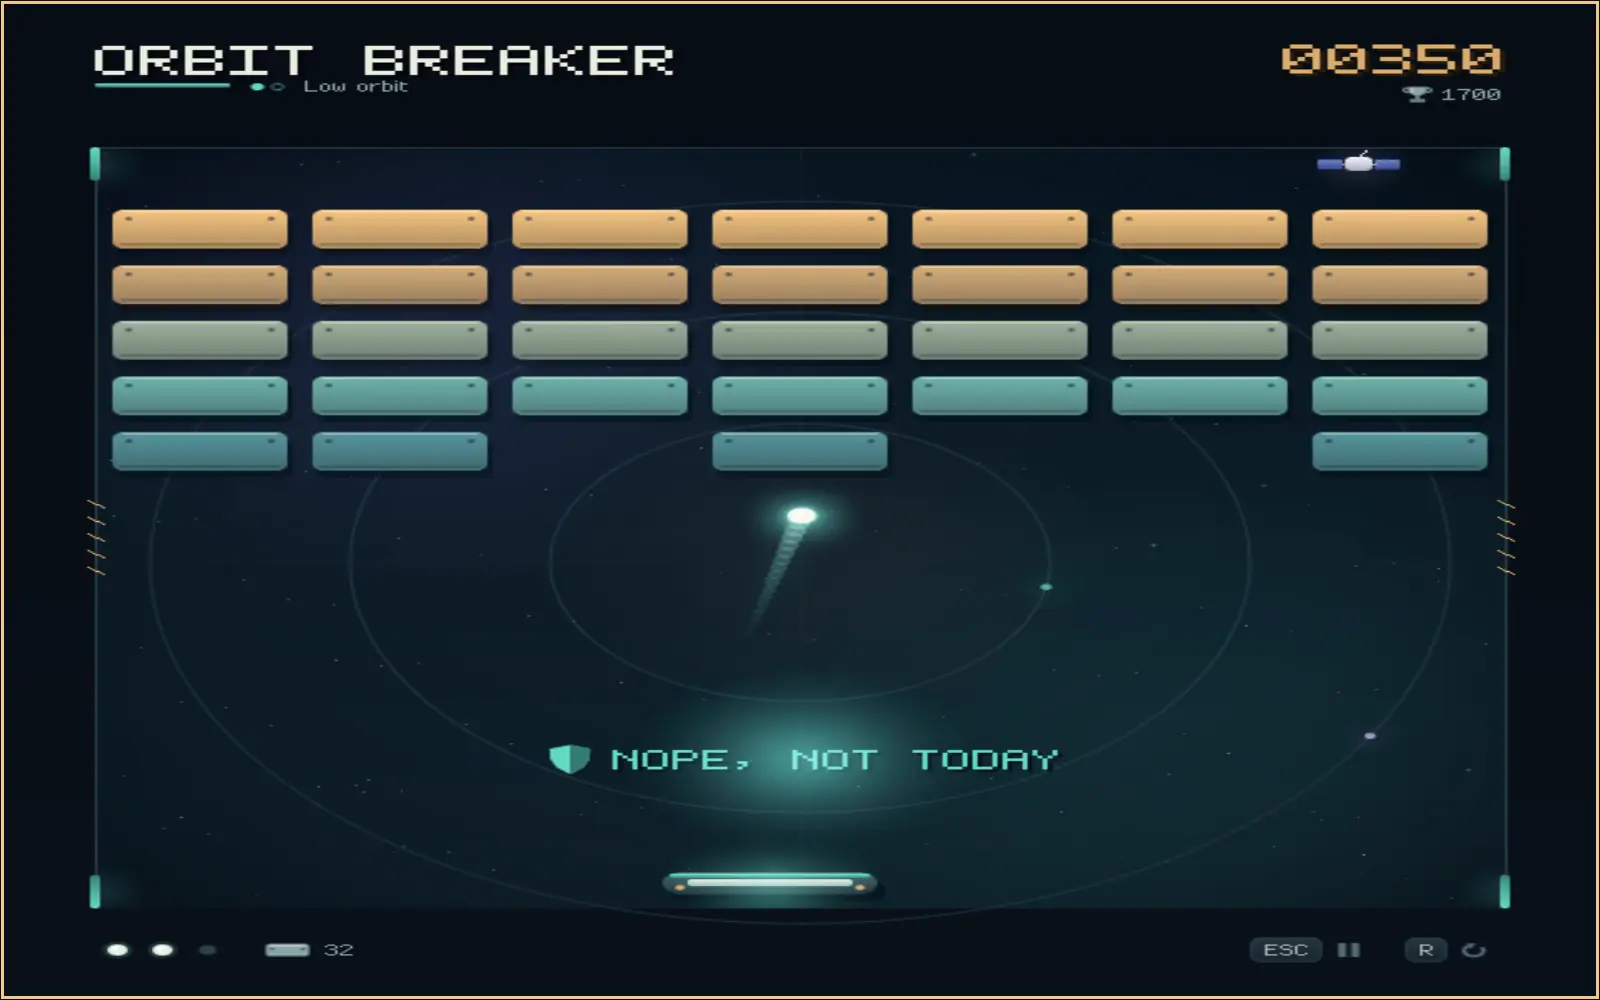 ORBIT BREAKER
Low orbit
00350
1700
NOPE, NOT TODAY
32
ESC
R